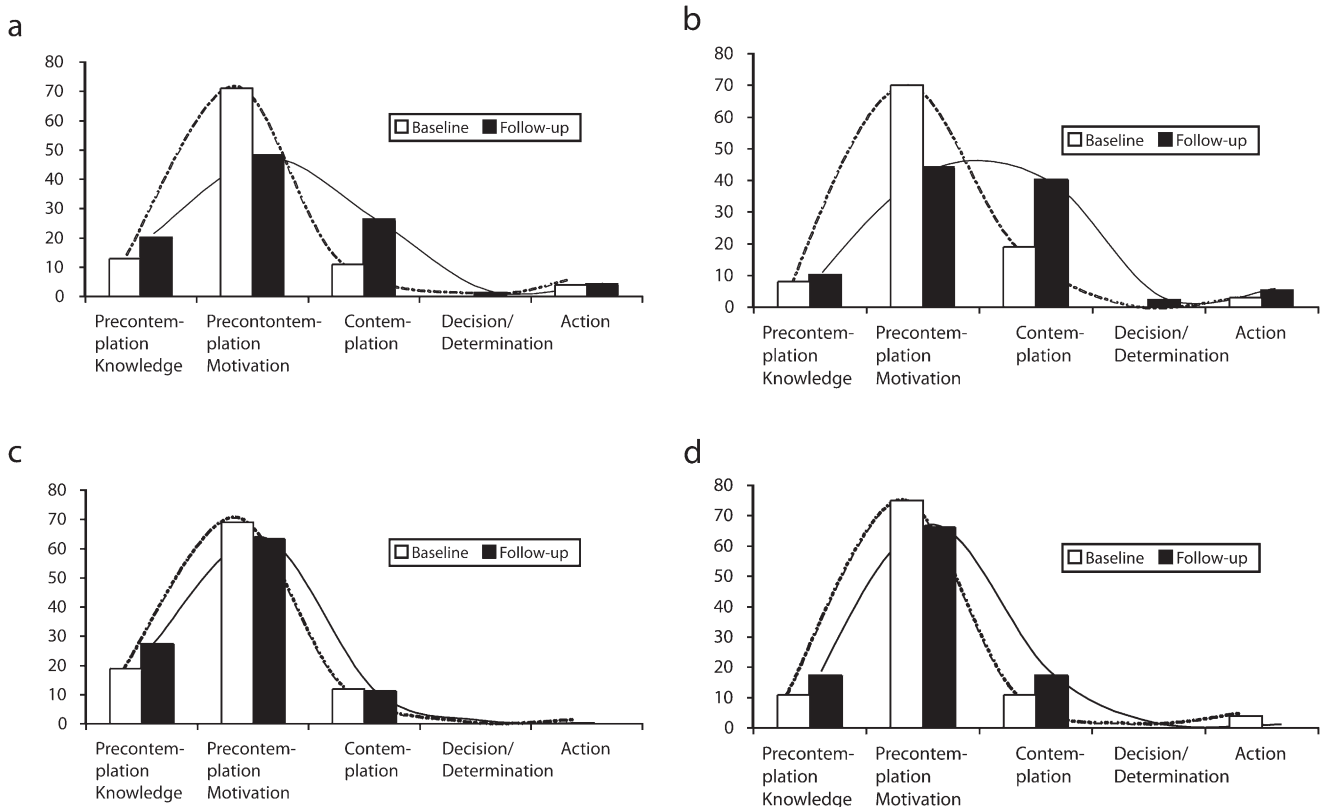 a
80
70
60
50
40
30
20
10
0
Baseline Follow-up
Precontem-
plation
Knowledge
Precontontem-
plation
Motivation
Contem-
plation
Decision/
Determination
Action
b
80
70
60
50
40
30
20
10
0
Baseline Follow-up
Precontem-
plation
Knowledge
Precontem-
plation
Motivation
Contem-
plation
Decision/
Determination
Action
c
80
70
60
50
40
30
20
10
0
Baseline Follow-up
Precontem-
plation
Knowledge
Precontem-
plation
Motivation
Contem-
plation
Decision/
Determination
Action
d
80
70
60
50
40
30
20
10
0
Baseline Follow-up
Precontem-
plation
Knowledge
Precontem-
plation
Motivation
Contem-
plation
Decision/
Determination
Action